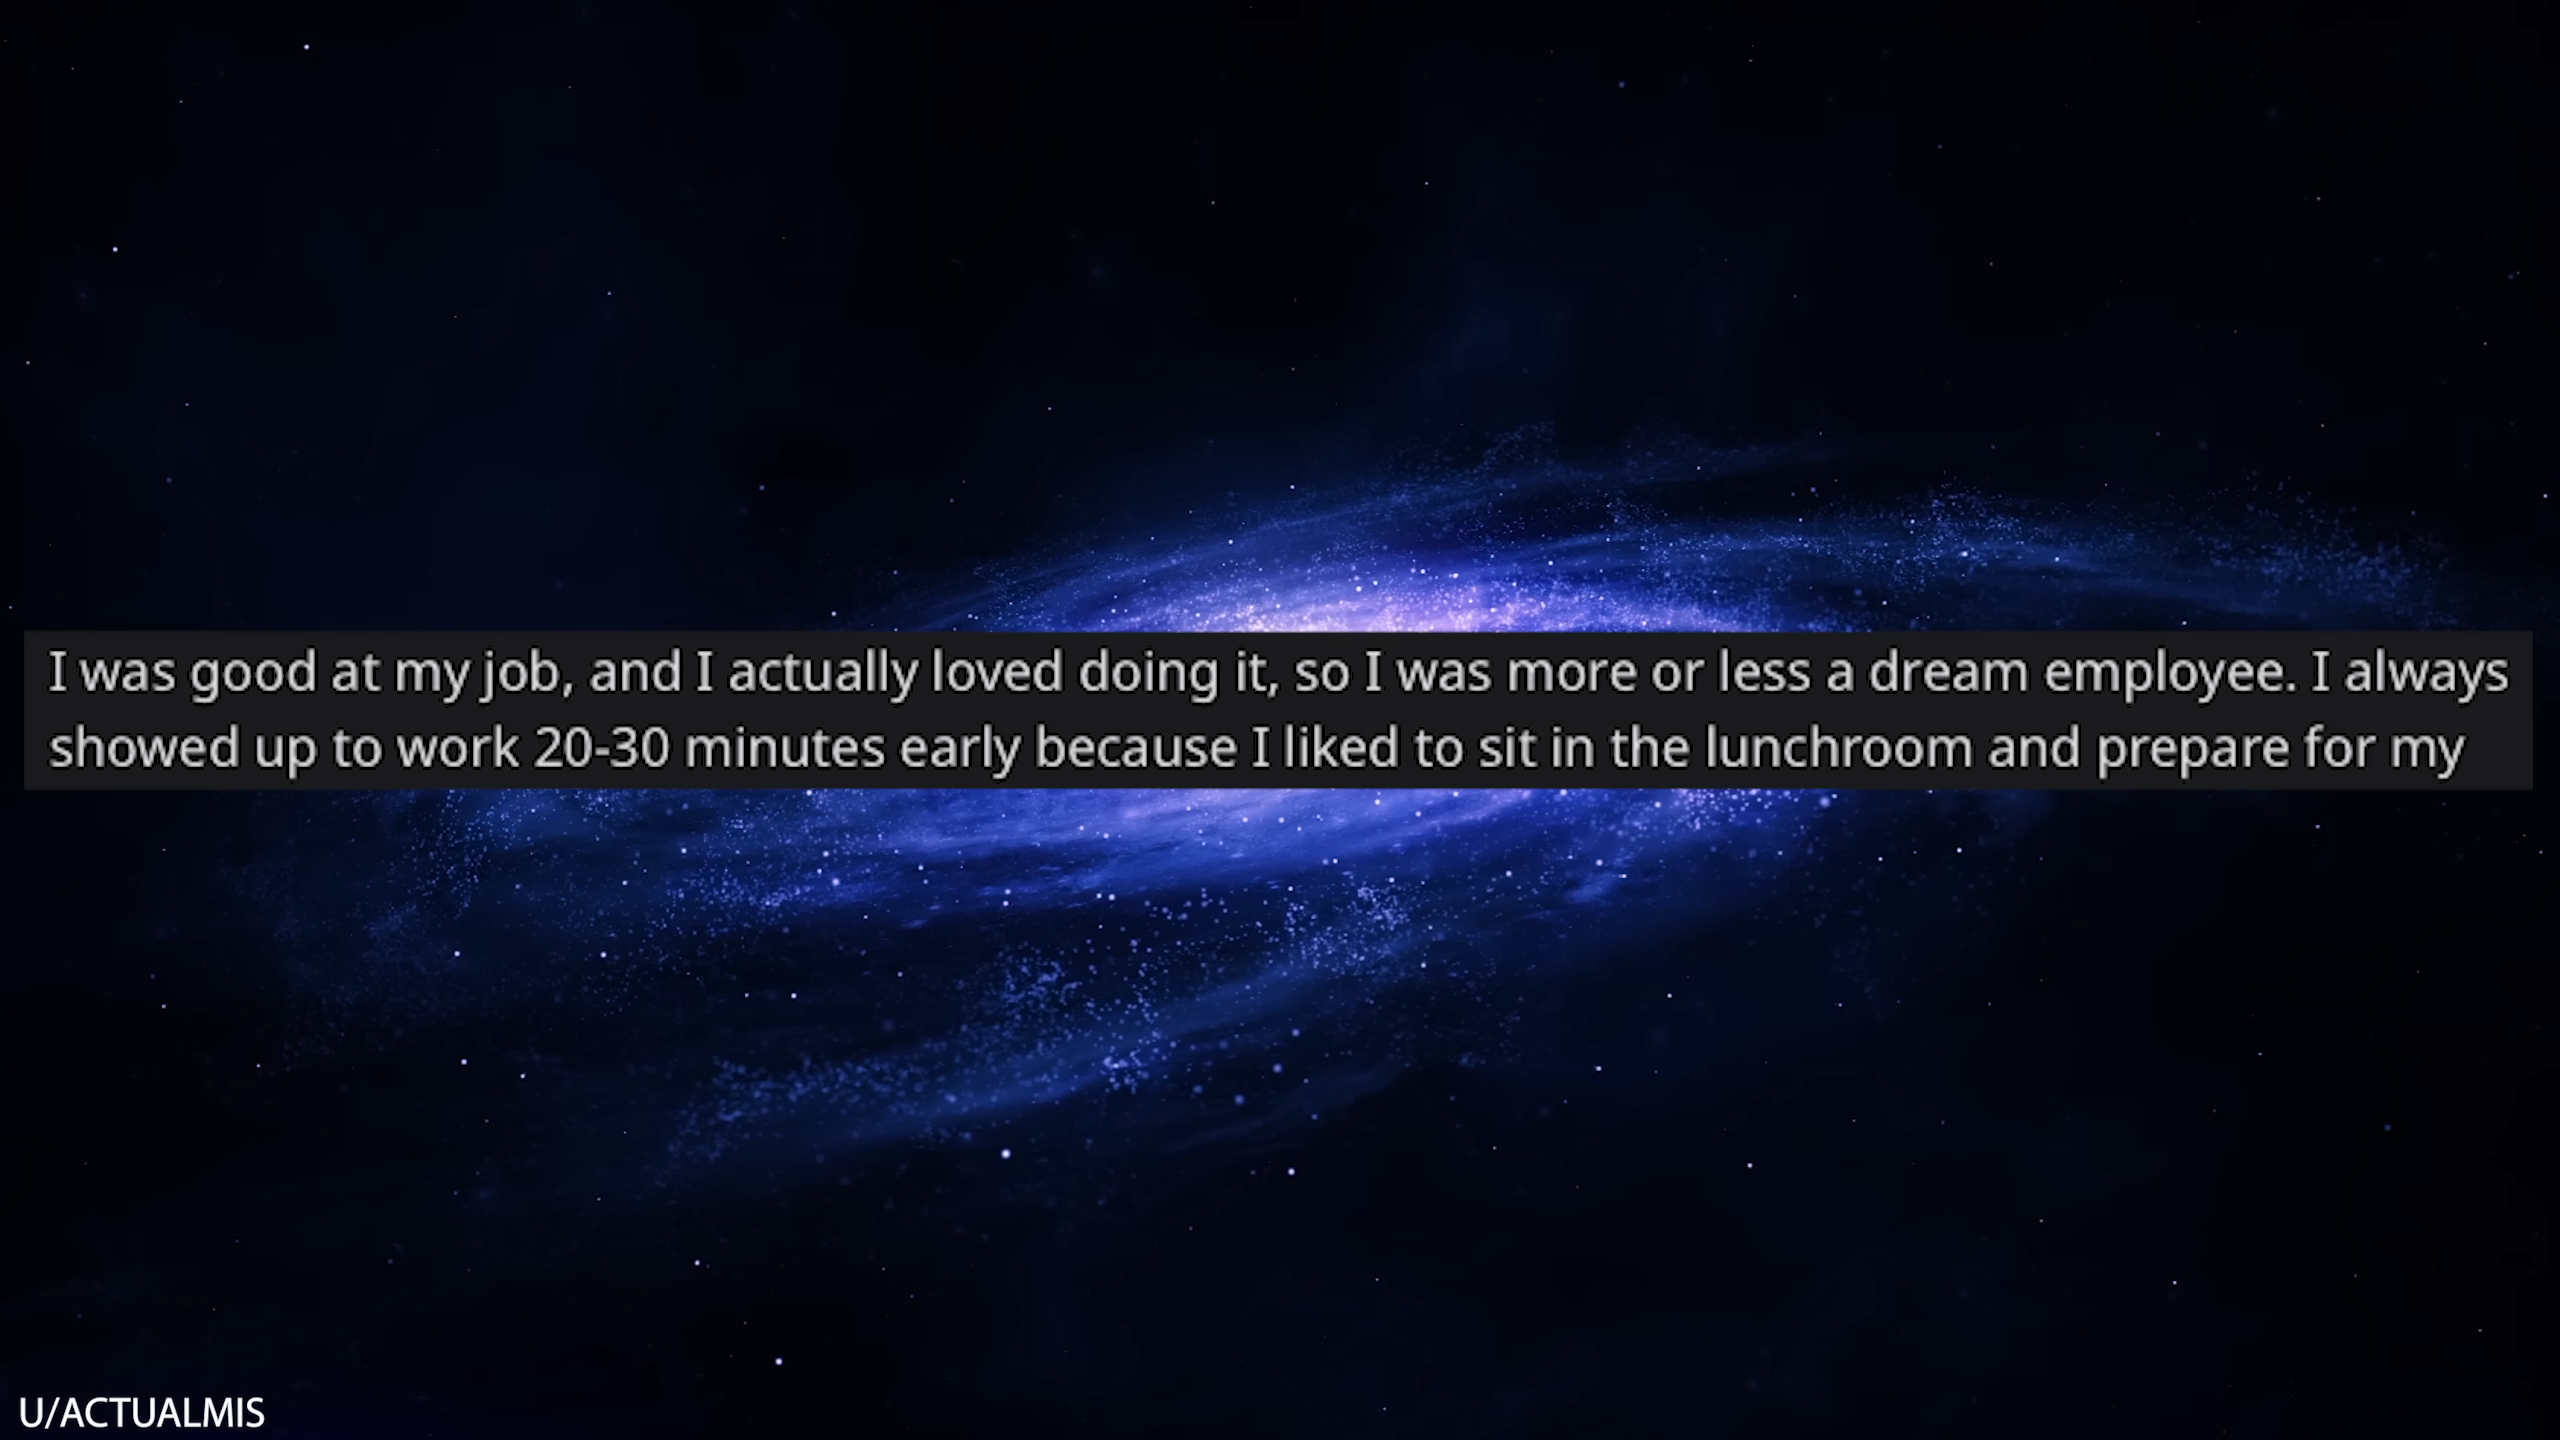 I was good at my job, and I actually loved doing it, so I was more or less a dream employee. I always
showed up to work 20-30 minutes early because I liked to sit in the lunchroom and prepare for my
U/ACTUALMIS